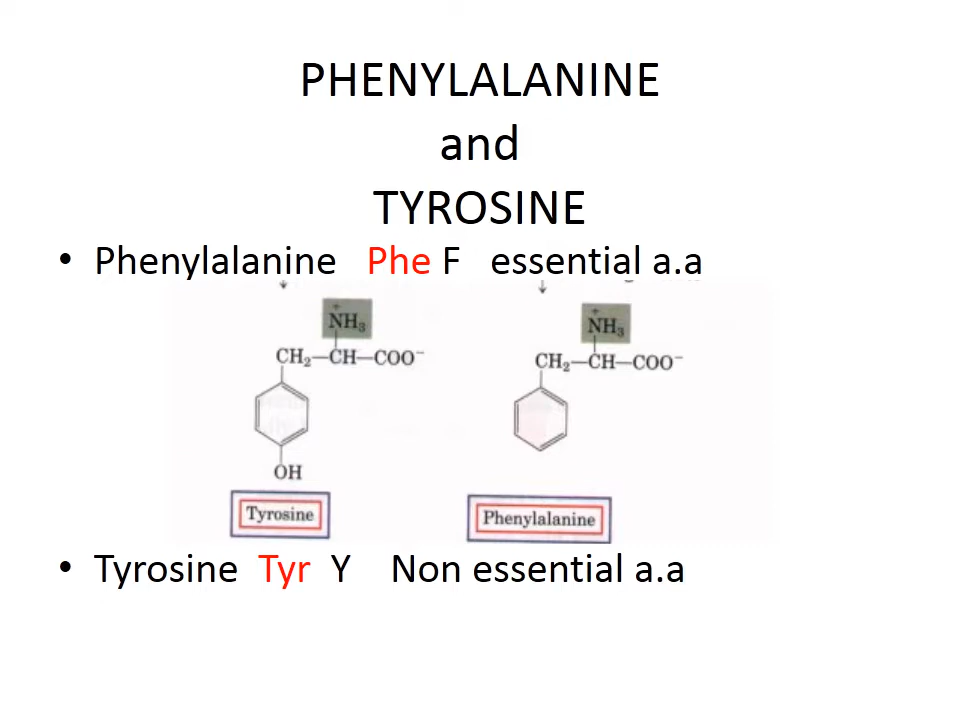 PHENYLALANINE
and
TYROSINE
• Phenylalanine Phe F essential a.a
+
NH₃
CH₂—CH—COO⁻
OH
Tyrosine
+
NH₃
CH₂—CH—COO⁻
Phenylalanine
• Tyrosine Tyr Y Non essential a.a